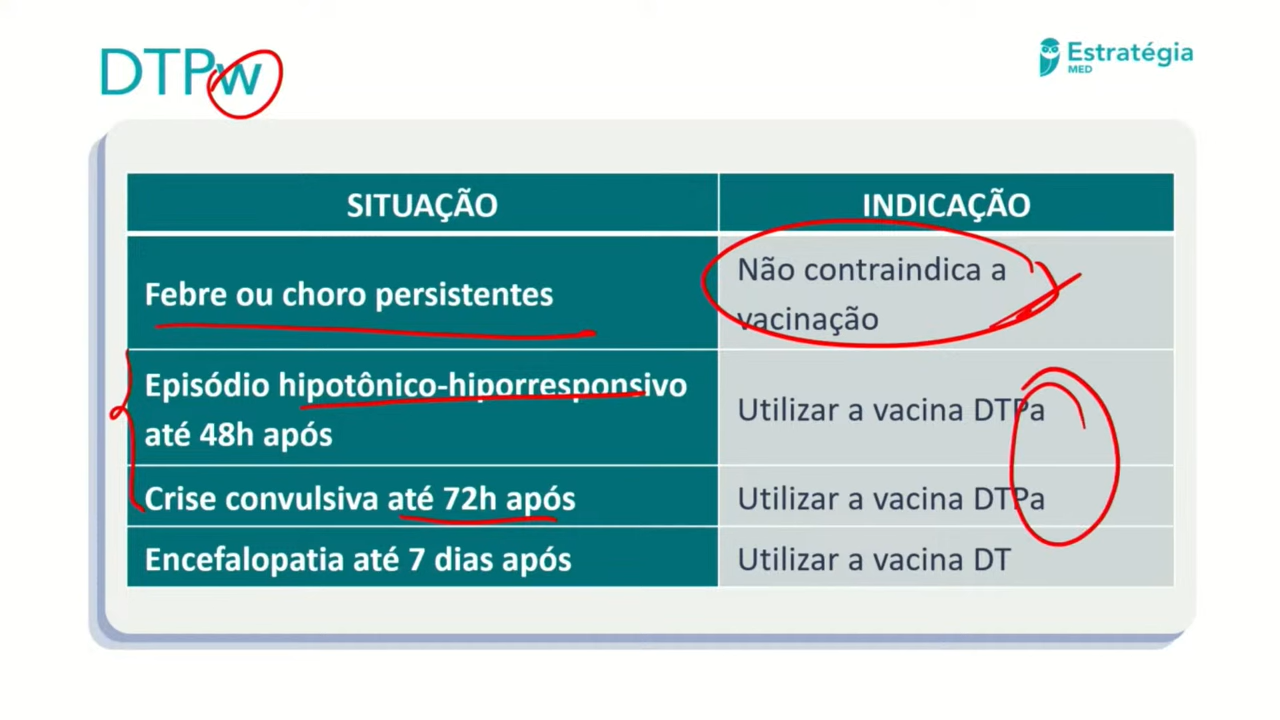 DTPw
Estratégia
MED
SITUAÇÃO
INDICAÇÃO
Febre ou choro persistentes
Não contraindica a
vacinação
Episódio hipotônico-hiporresponsivo
até 48h após
Utilizar a vacina DTPa
Crise convulsiva até 72h após
Utilizar a vacina DTPa
Encefalopatia até 7 dias após
Utilizar a vacina DT